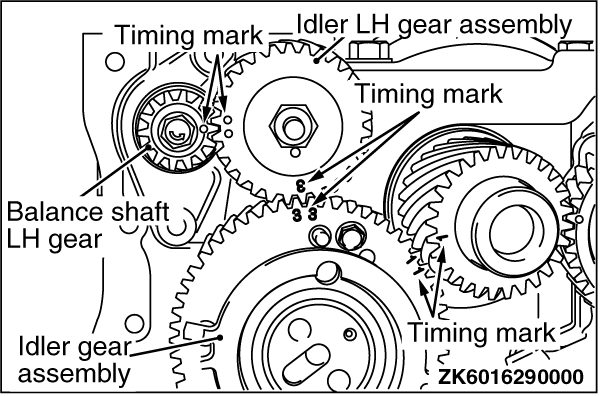 Idler LH gear assembly
Timing mark
Timing mark
3
3 3
Balance shaft
LH gear
Timing mark
Idler gear
assembly
ZK6016290000